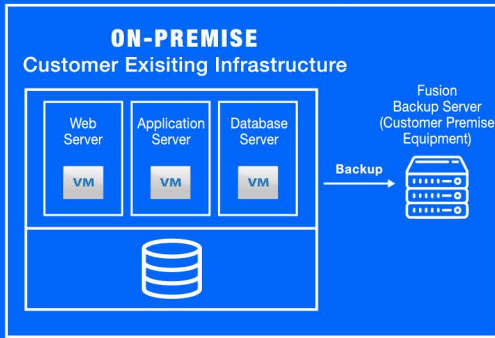 ON-PREMISE
Customer Exisiting Infrastructure
Web
Server
VM
Application
Server
VM
Database
Server
VM
Backup
Fusion
Backup Server
(Customer Premise
Equipment)